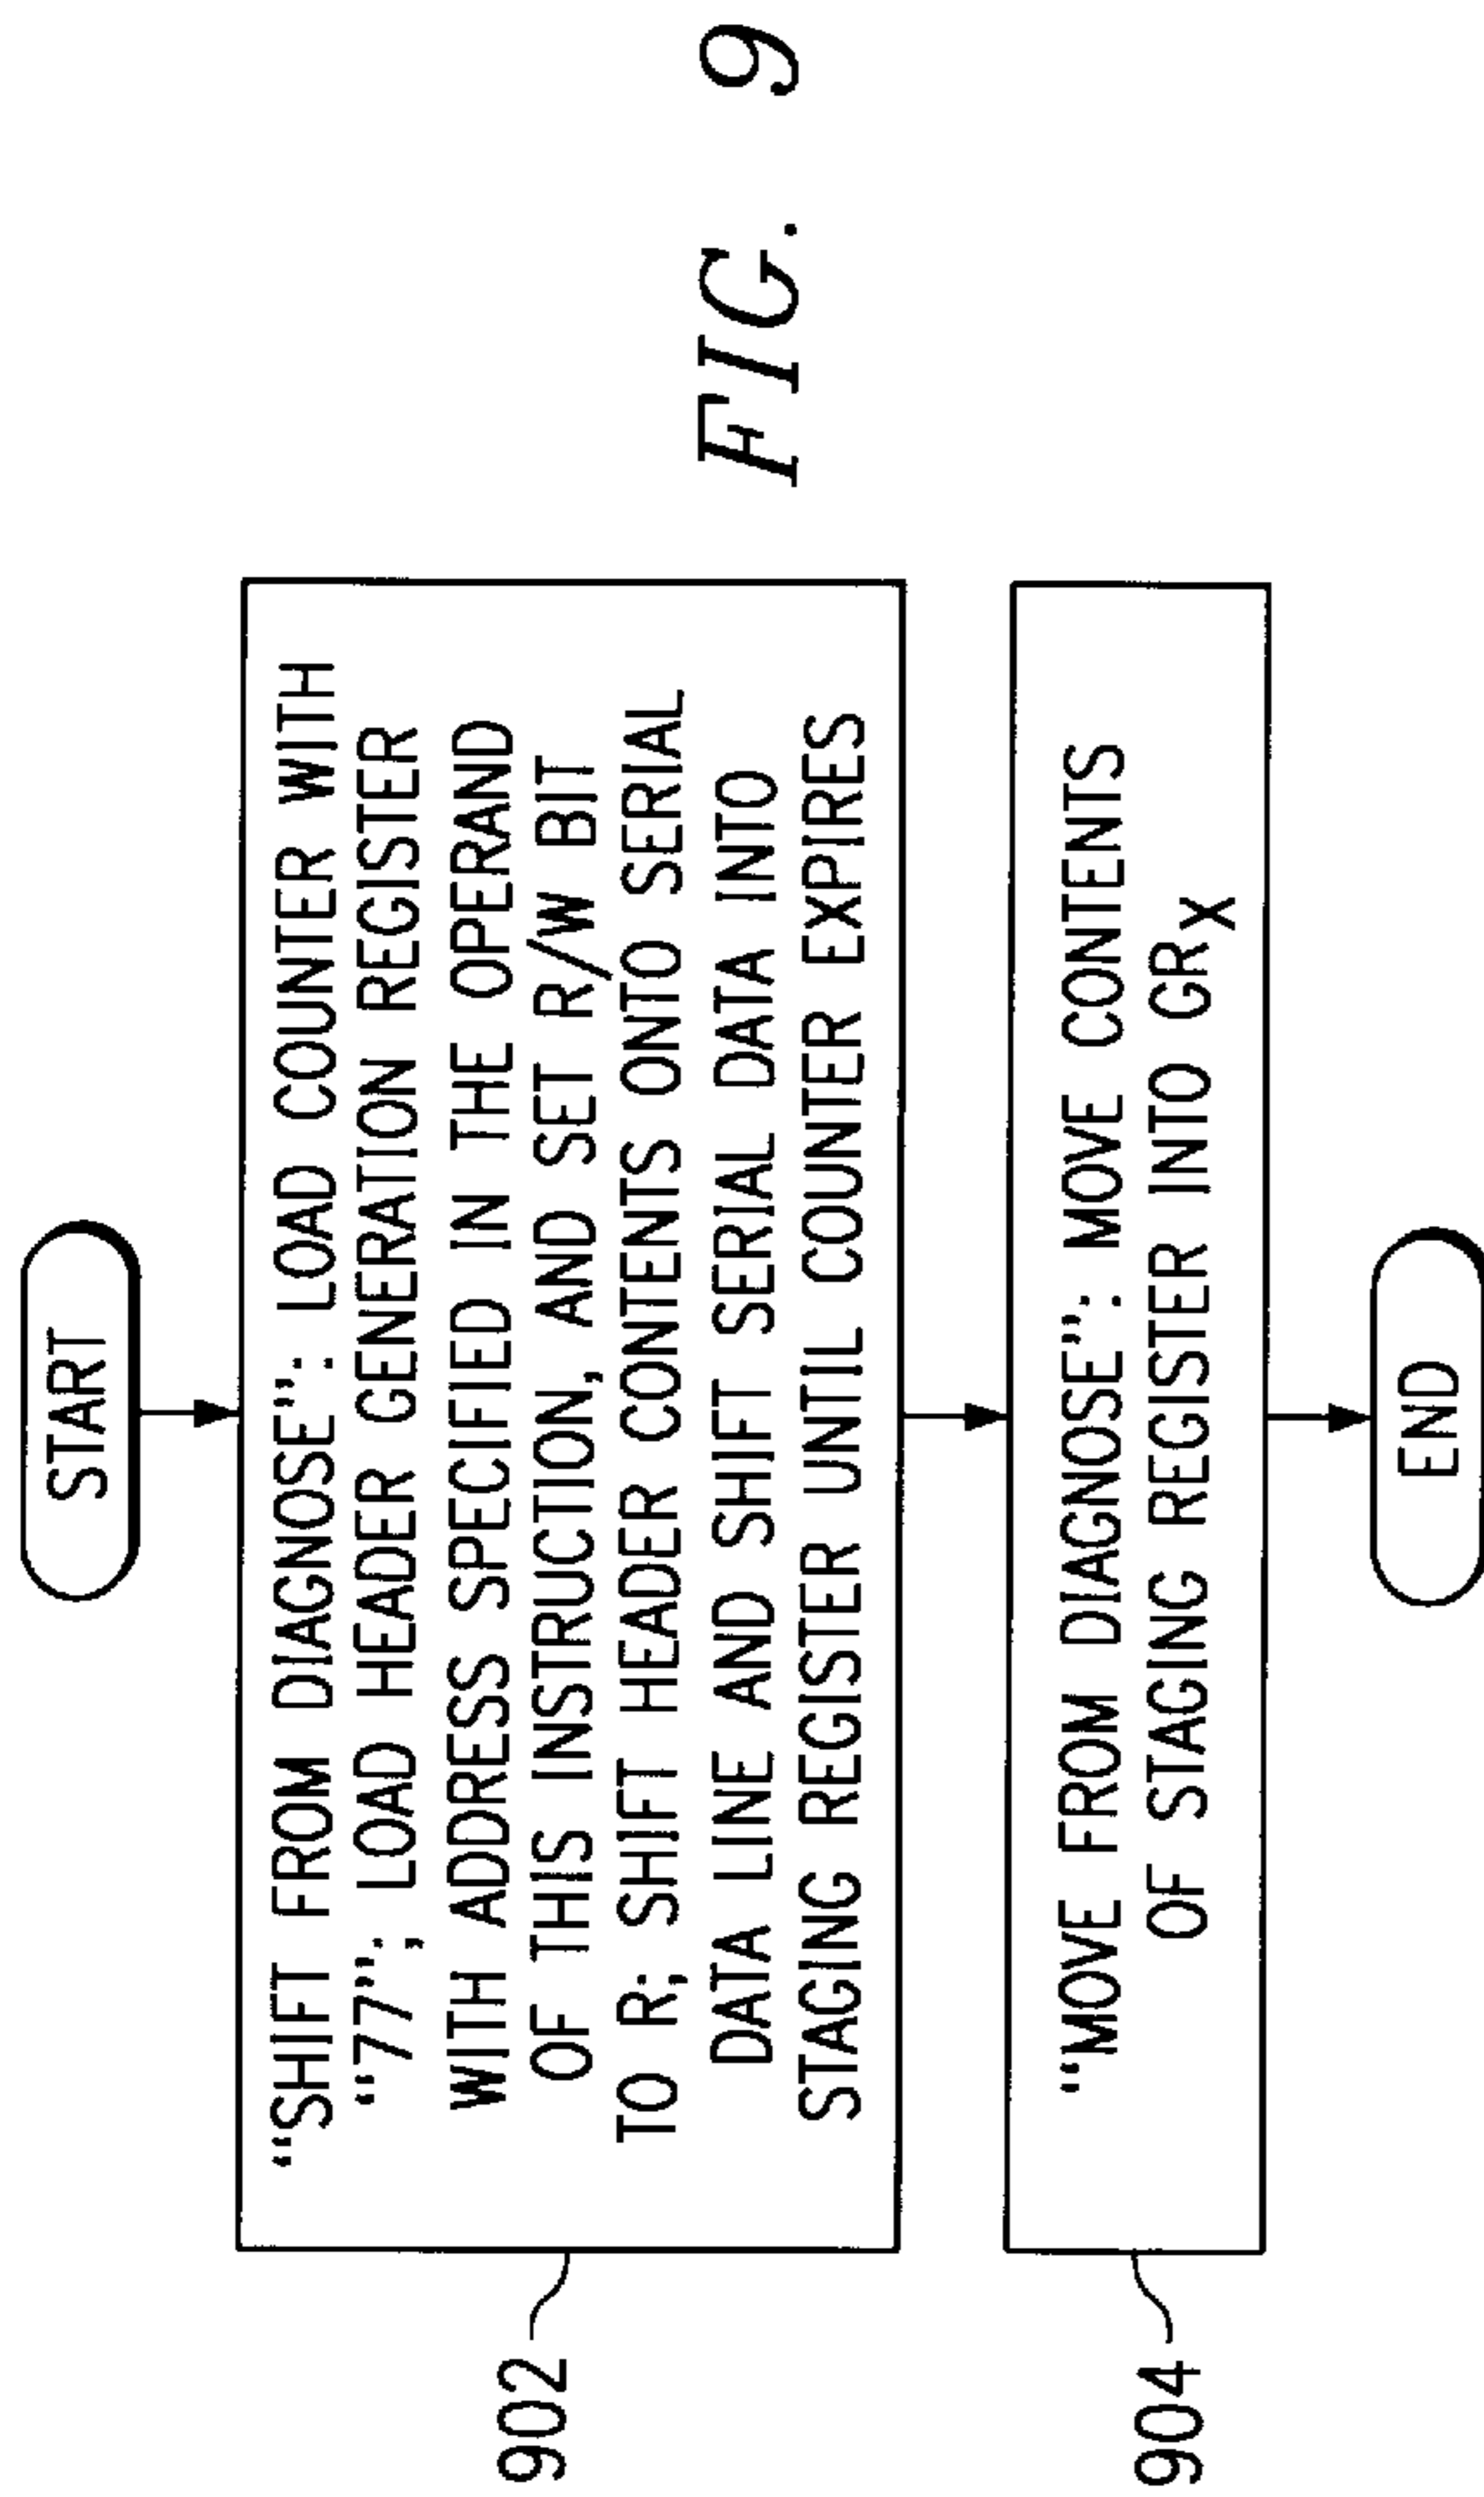 START
“SHIFT FROM DIAGNOSE”: LOAD COUNTER WITH
“77”; LOAD HEADER GENERATION REGISTER
WITH ADDRESS SPECIFIED IN THE OPERAND
OF THIS INSTRUCTION, AND SET R/W BIT
TO R; SHIFT HEADER CONTENTS ONTO SERIAL
DATA LINE AND SHIFT SERIAL DATA INTO
STAGING REGISTER UNTIL COUNTER EXPIRES
902
“MOVE FROM DIAGNOSE”: MOVE CONTENTS
OF STAGING REGISTER INTO GRX
904
END
FIG. 9